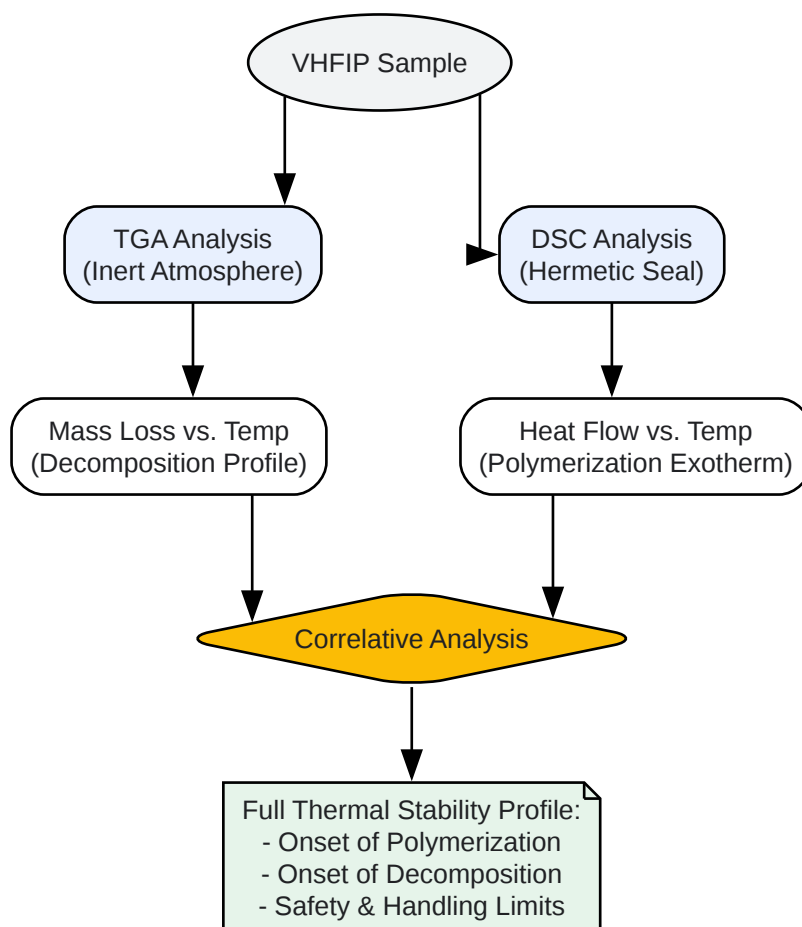 VHFIP Sample
TGA Analysis
(Inert Atmosphere)
DSC Analysis
(Hermetic Seal)
Mass Loss vs. Temp
(Decomposition Profile)
Heat Flow vs. Temp
(Polymerization Exotherm)
Correlative Analysis
Full Thermal Stability Profile:
- Onset of Polymerization
- Onset of Decomposition
- Safety & Handling Limits